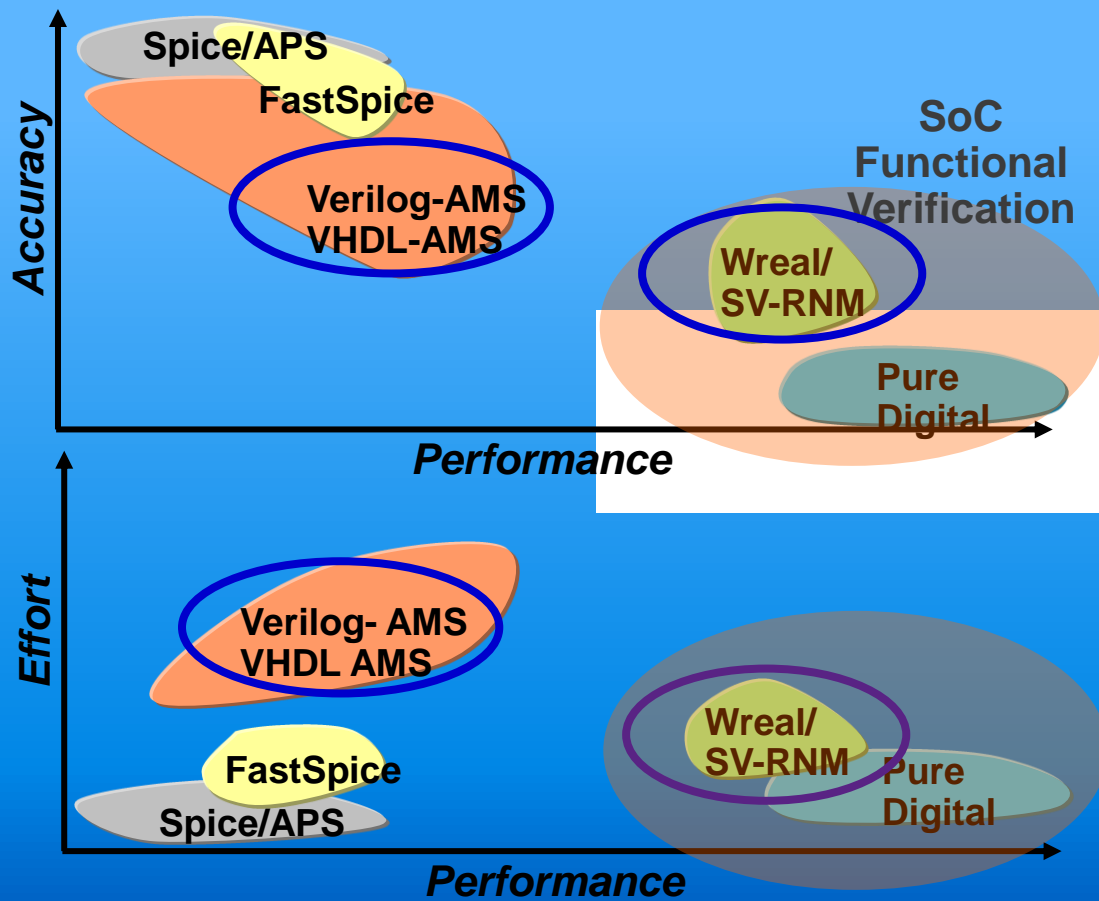 Spice/APS
FastSpice
Verilog-AMS
VHDL-AMS
SoC
Functional
Verification
Wreal/
SV-RNM
Pure
Digital
Accuracy
Performance
Effort
Verilog- AMS
VHDL AMS
FastSpice
Spice/APS
Wreal/
SV-RNM
Pure
Digital
Performance